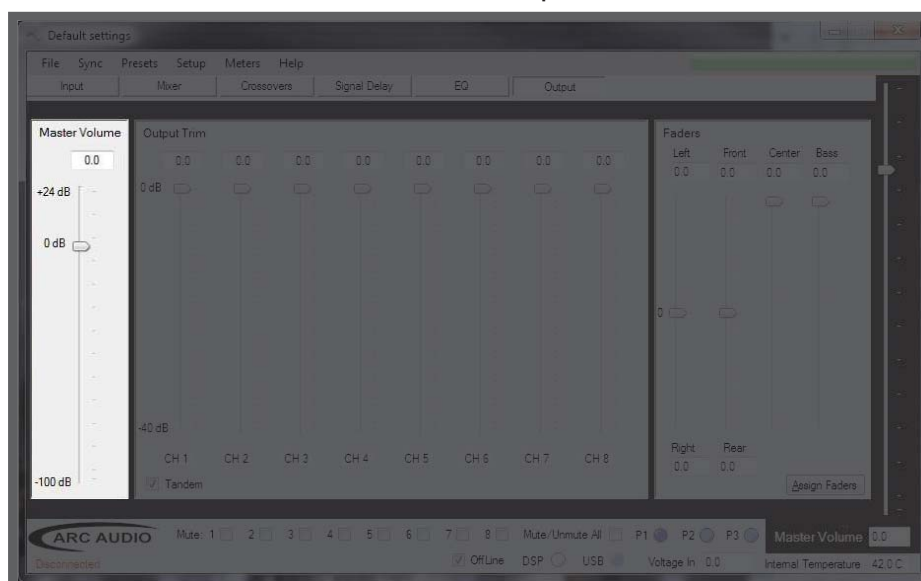 Default settings
File Sync Presets Setup Meters Help
Input Mixer Crossovers Signal Delay EQ Output
Master Volume Output Trim Faders
Left Front Center Bass
0.0 0.0 0.0 0.0 0.0 0.0 0.0 0.0 0.0 0.0 0.0 0.0 0.0
+24 dB 0 dB
0 dB
0
-40 dB
CH 1 CH 2 CH 3 CH 4 CH 5 CH 6 CH 7 CH 8
Right Rear
0.0 0.0
-100 dB Tandem Assign Faders
ARC AUDIO Mute: 1 2 3 4 5 6 7 8 Mute/Unmute All P1 P2 P3 Master Volume 0.0
Disconnected OffLine DSP USB Voltage In 0.0 Internal Temperature 42.0 C